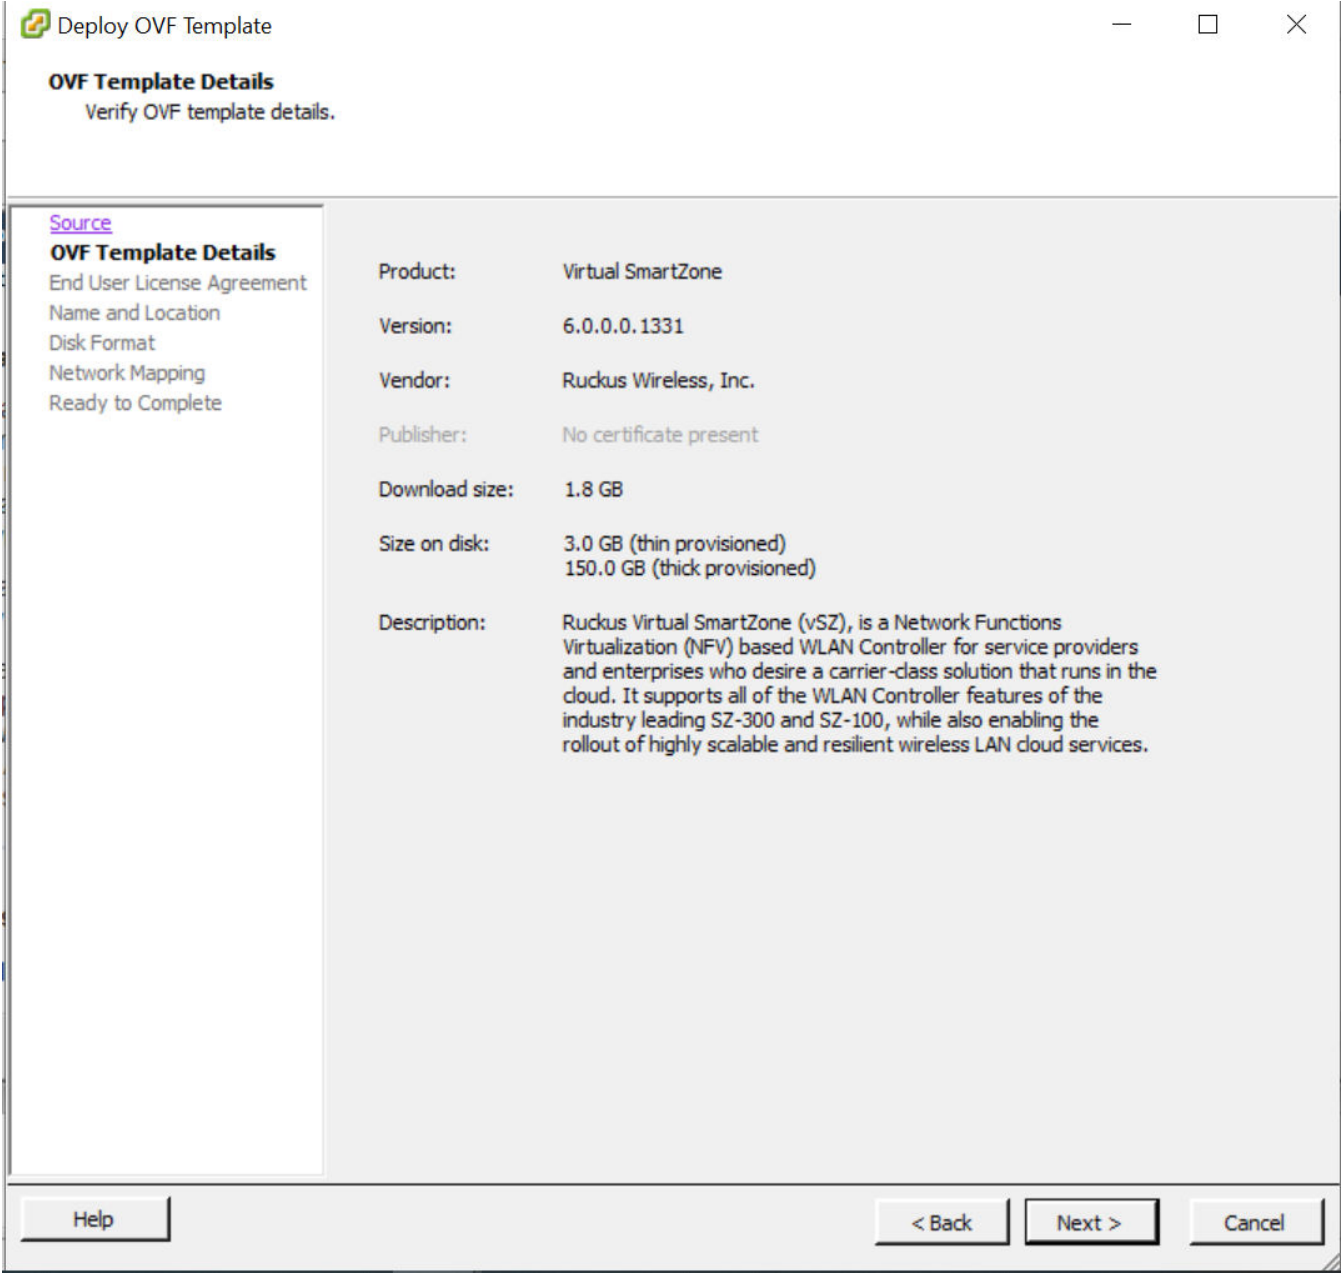 Deploy OVF Template
OVF Template Details
Verify OVF template details.
Source
OVF Template Details
End User License Agreement
Name and Location
Disk Format
Network Mapping
Ready to Complete
Product: Virtual SmartZone
Version: 6.0.0.0.1331
Vendor: Ruckus Wireless, Inc.
Publisher: No certificate present
Download size: 1.8 GB
Size on disk: 3.0 GB (thin provisioned)
150.0 GB (thick provisioned)
Description: Ruckus Virtual SmartZone (vSZ), is a Network Functions
Virtualization (NFV) based WLAN Controller for service providers
and enterprises who desire a carrier-class solution that runs in the
cloud. It supports all of the WLAN Controller features of the
industry leading SZ-300 and SZ-100, while also enabling the
rollout of highly scalable and resilient wireless LAN cloud services.
Help < Back Next > Cancel